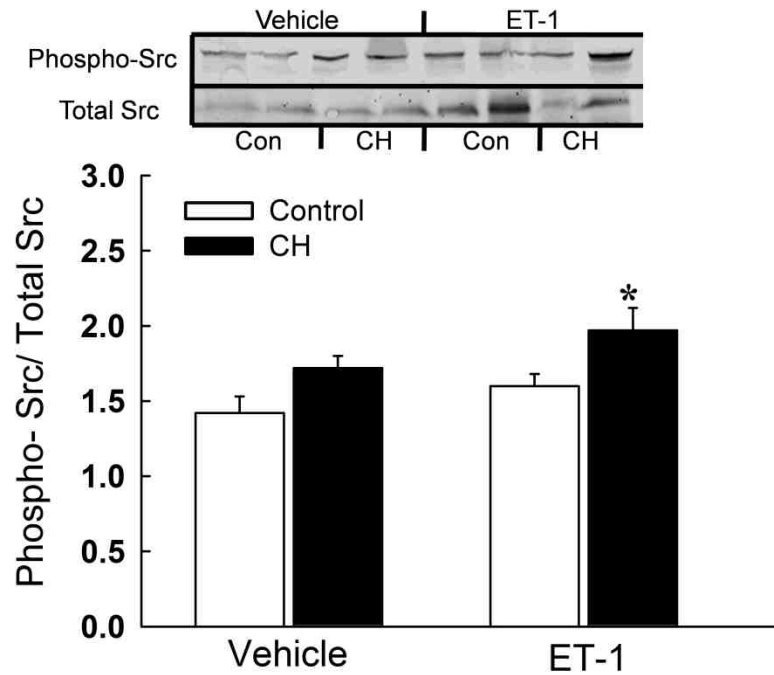 Vehicle ET-1
Phospho-Src
Total Src
Con CH Con CH
3.0
2.5
2.0
1.5
1.0
0.5
0.0
Phospho- Src/ Total Src
Control
CH
*
Vehicle ET-1